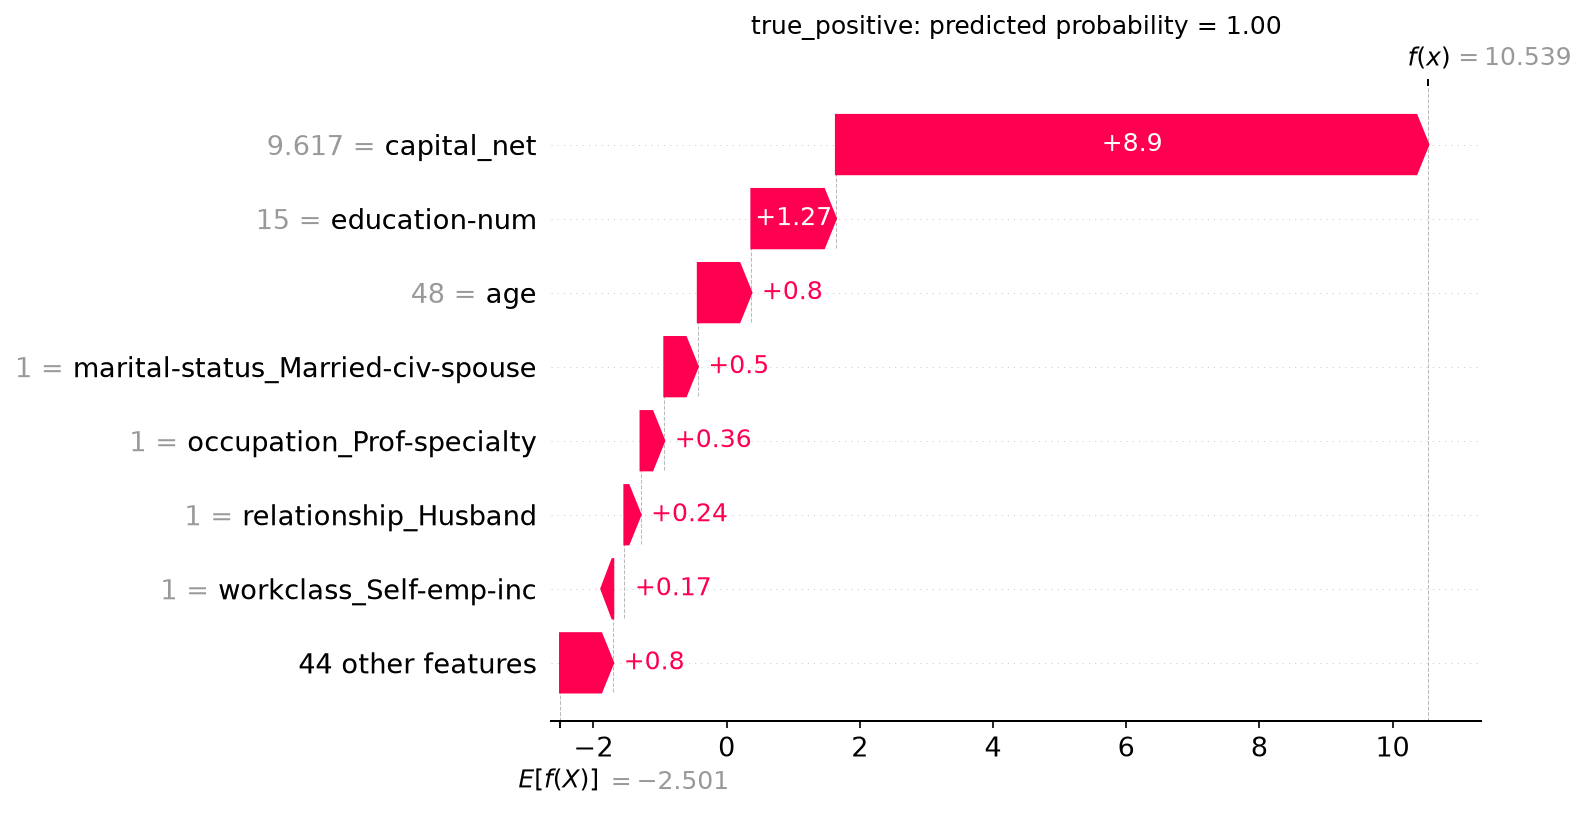 true_positive: predicted probability = 1.00
f(x) = 10.539
9.617 = capital_net +8.9
15 = education-num +1.27
48 = age +0.8
1 = marital-status_Married-civ-spouse +0.5
1 = occupation_Prof-specialty +0.36
1 = relationship_Husband +0.24
1 = workclass_Self-emp-inc +0.17
44 other features +0.8
−2 0 2 4 6 8 10
E[f(X)] = −2.501